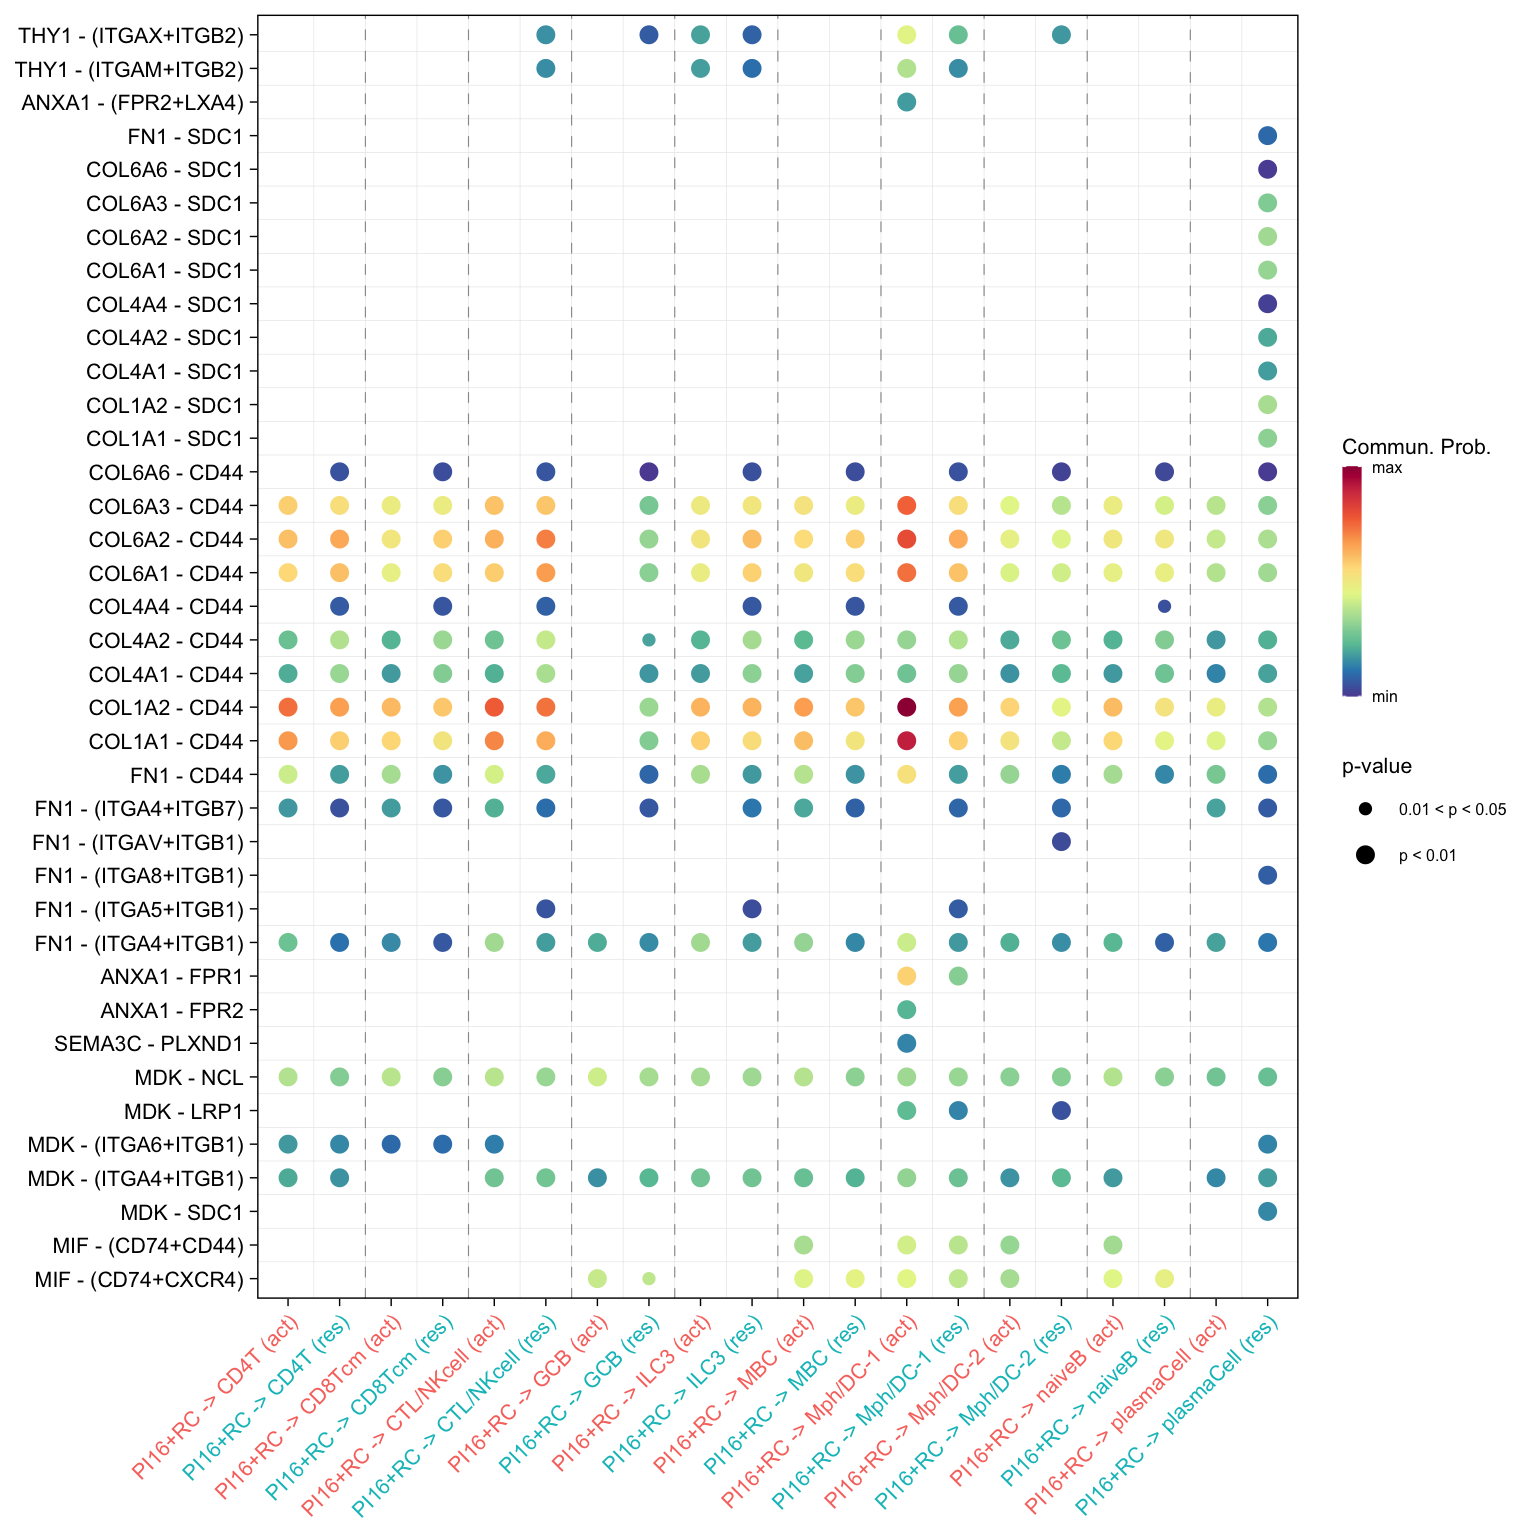 THY1 - (ITGAX+ITGB2)
THY1 - (ITGAM+ITGB2)
ANXA1 - (FPR2+LXA4)
FN1 - SDC1
COL6A6 - SDC1
COL6A3 - SDC1
COL6A2 - SDC1
COL6A1 - SDC1
COL4A4 - SDC1
COL4A2 - SDC1
COL4A1 - SDC1
COL1A2 - SDC1
COL1A1 - SDC1
COL6A6 - CD44
COL6A3 - CD44
COL6A2 - CD44
COL6A1 - CD44
COL4A4 - CD44
COL4A2 - CD44
COL4A1 - CD44
COL1A2 - CD44
COL1A1 - CD44
FN1 - CD44
FN1 - (ITGA4+ITGB7)
FN1 - (ITGAV+ITGB1)
FN1 - (ITGA8+ITGB1)
FN1 - (ITGA5+ITGB1)
FN1 - (ITGA4+ITGB1)
ANXA1 - FPR1
ANXA1 - FPR2
SEMA3C - PLXND1
MDK - NCL
MDK - LRP1
MDK - (ITGA6+ITGB1)
MDK - (ITGA4+ITGB1)
MDK - SDC1
MIF - (CD74+CD44)
MIF - (CD74+CXCR4)
PI16+RC -> CD4T (act)
PI16+RC -> CD4T (res)
PI16+RC -> CD8Tcm (act)
PI16+RC -> CD8Tcm (res)
PI16+RC -> CTL/NKcell (act)
PI16+RC -> CTL/NKcell (res)
PI16+RC -> GCB (act)
PI16+RC -> GCB (res)
PI16+RC -> ILC3 (act)
PI16+RC -> ILC3 (res)
PI16+RC -> MBC (act)
PI16+RC -> MBC (res)
PI16+RC -> Mph/DC-1 (act)
PI16+RC -> Mph/DC-1 (res)
PI16+RC -> Mph/DC-2 (act)
PI16+RC -> Mph/DC-2 (res)
PI16+RC -> naiveB (act)
PI16+RC -> naiveB (res)
PI16+RC -> plasmaCell (act)
PI16+RC -> plasmaCell (res)
Commun. Prob.
max
min
p-value
0.01 < p < 0.05
p < 0.01